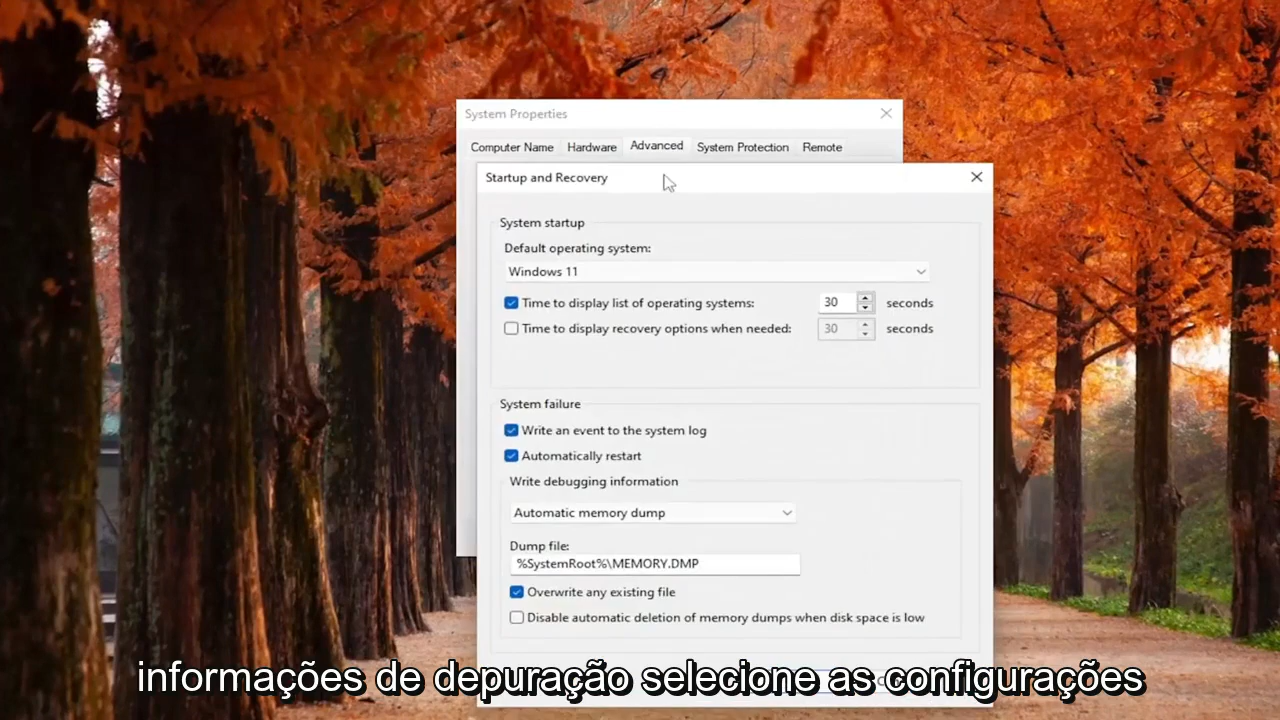 System Properties
Computer Name Hardware Advanced System Protection Remote
Startup and Recovery
System startup
Default operating system:
Windows 11
Time to display list of operating systems: 30 seconds
Time to display recovery options when needed: 30 seconds
System failure
Write an event to the system log
Automatically restart
Write debugging information
Automatic memory dump
Dump file:
%SystemRoot%\MEMORY.DMP
Overwrite any existing file
Disable automatic deletion of memory dumps when disk space is low
informações de depuração selecione as configurações